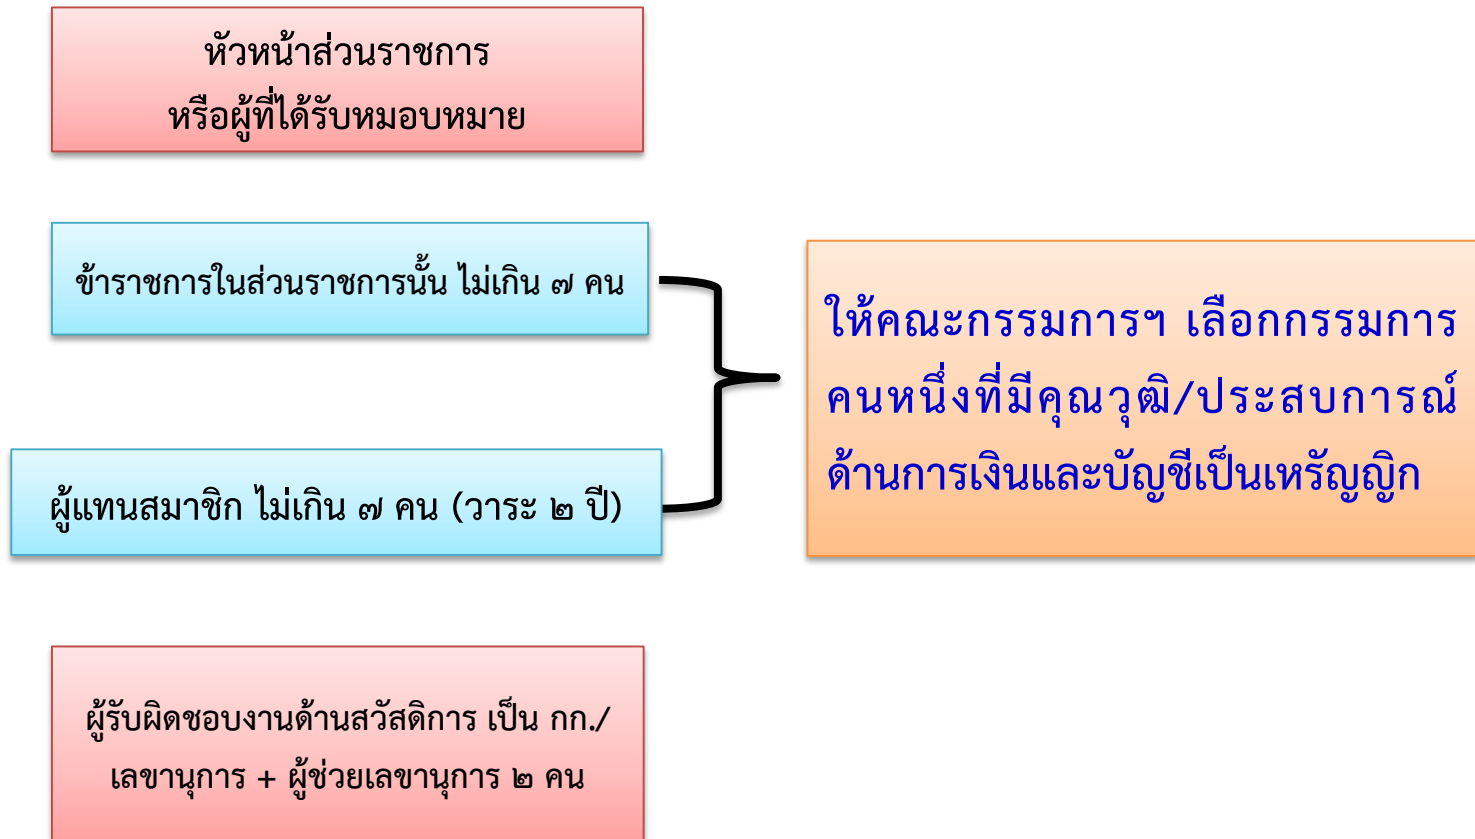 หัวหน้าส่วนราชการ
หรือผู้ที่ได้รับหมอบหมาย
ข้าราชการในส่วนราชการนั้น ไม่เกิน ๗ คน
ให้คณะกรรมการฯ เลือกกรรมการ
คนหนึ่งที่มีคุณวุฒิ/ประสบการณ์
ด้านการเงินและบัญชีเป็นเหรัญญิก
ผู้แทนสมาชิก ไม่เกิน ๗ คน (วาระ ๒ ปี)
ผู้รับผิดชอบงานด้านสวัสดิการ เป็น กก./
เลขานุการ + ผู้ช่วยเลขานุการ ๒ คน